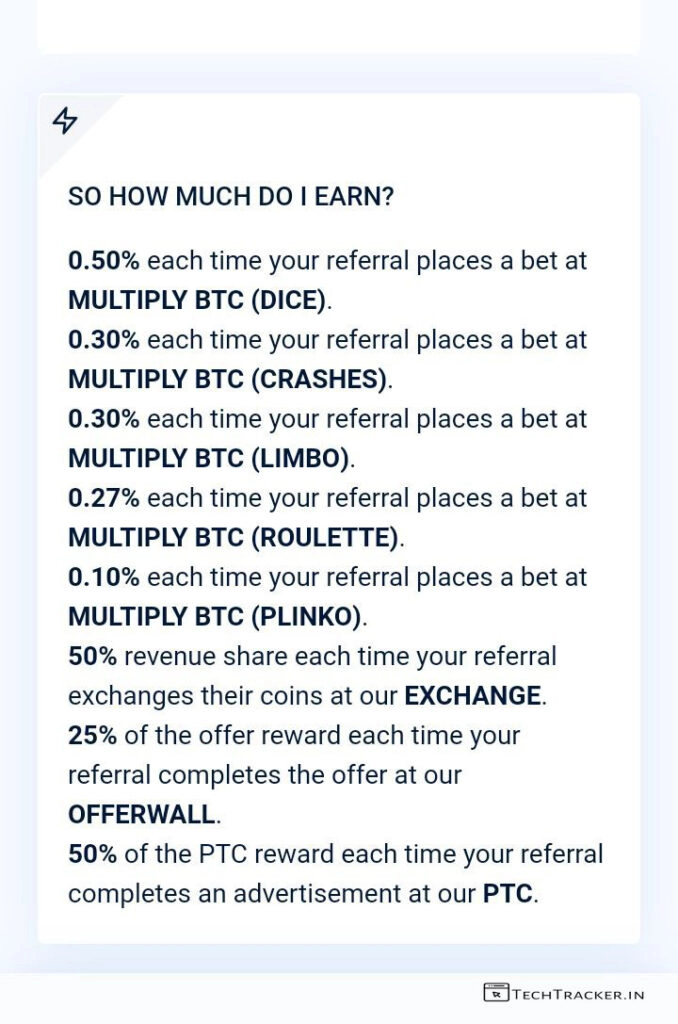 SO HOW MUCH DO I EARN?
0.50% each time your referral places a bet at
MULTIPLY BTC (DICE).
0.30% each time your referral places a bet at
MULTIPLY BTC (CRASHES).
0.30% each time your referral places a bet at
MULTIPLY BTC (LIMBO).
0.27% each time your referral places a bet at
MULTIPLY BTC (ROULETTE).
0.10% each time your referral places a bet at
MULTIPLY BTC (PLINKO).
50% revenue share each time your referral
exchanges their coins at our EXCHANGE.
25% of the offer reward each time your
referral completes the offer at our
OFFERWALL.
50% of the PTC reward each time your referral
completes an advertisement at our PTC.
TECHTRACKER.IN